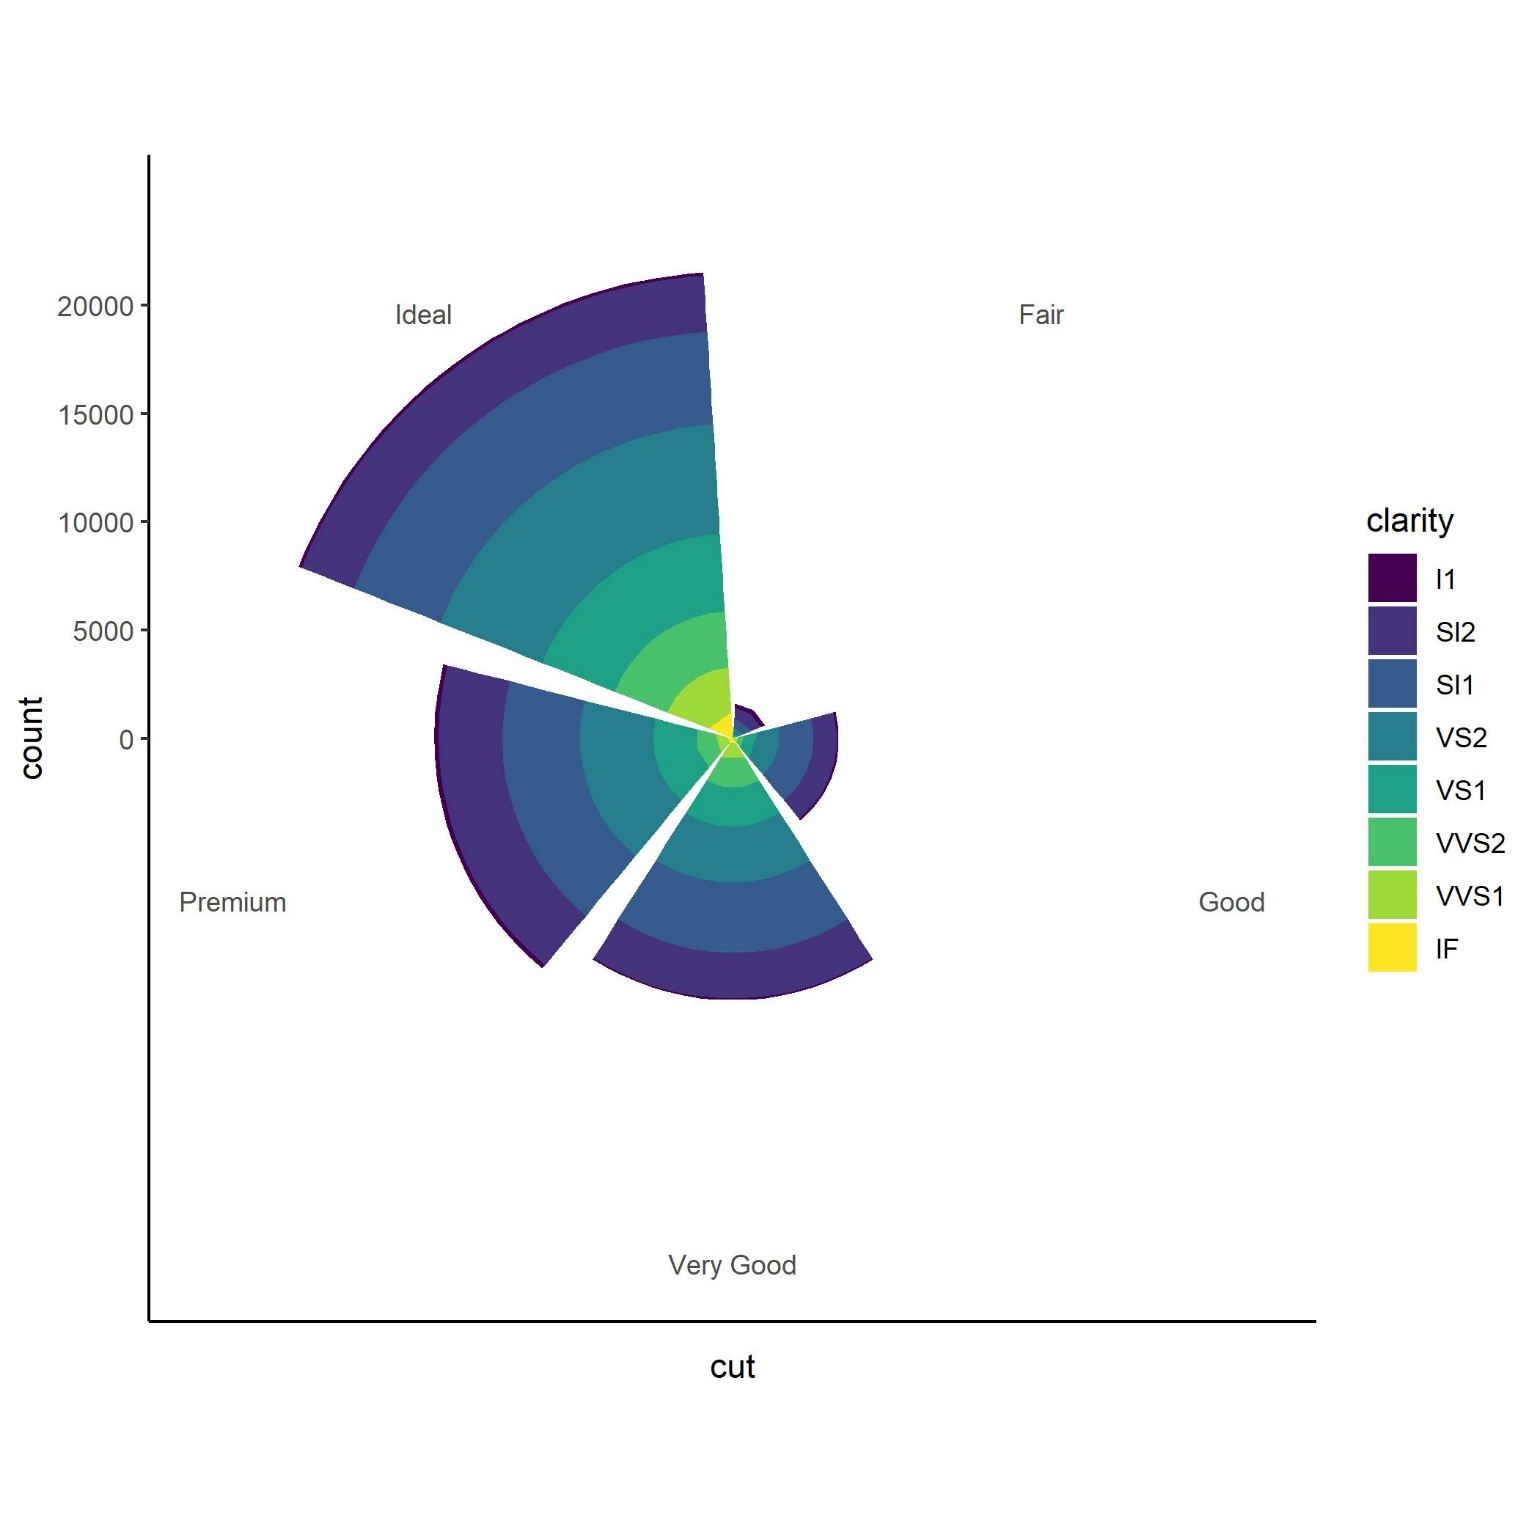 20000
15000
10000
5000
0
count
Ideal
Fair
Premium
Good
Very Good
cut
clarity
I1
SI2
SI1
VS2
VS1
VVS2
VVS1
IF